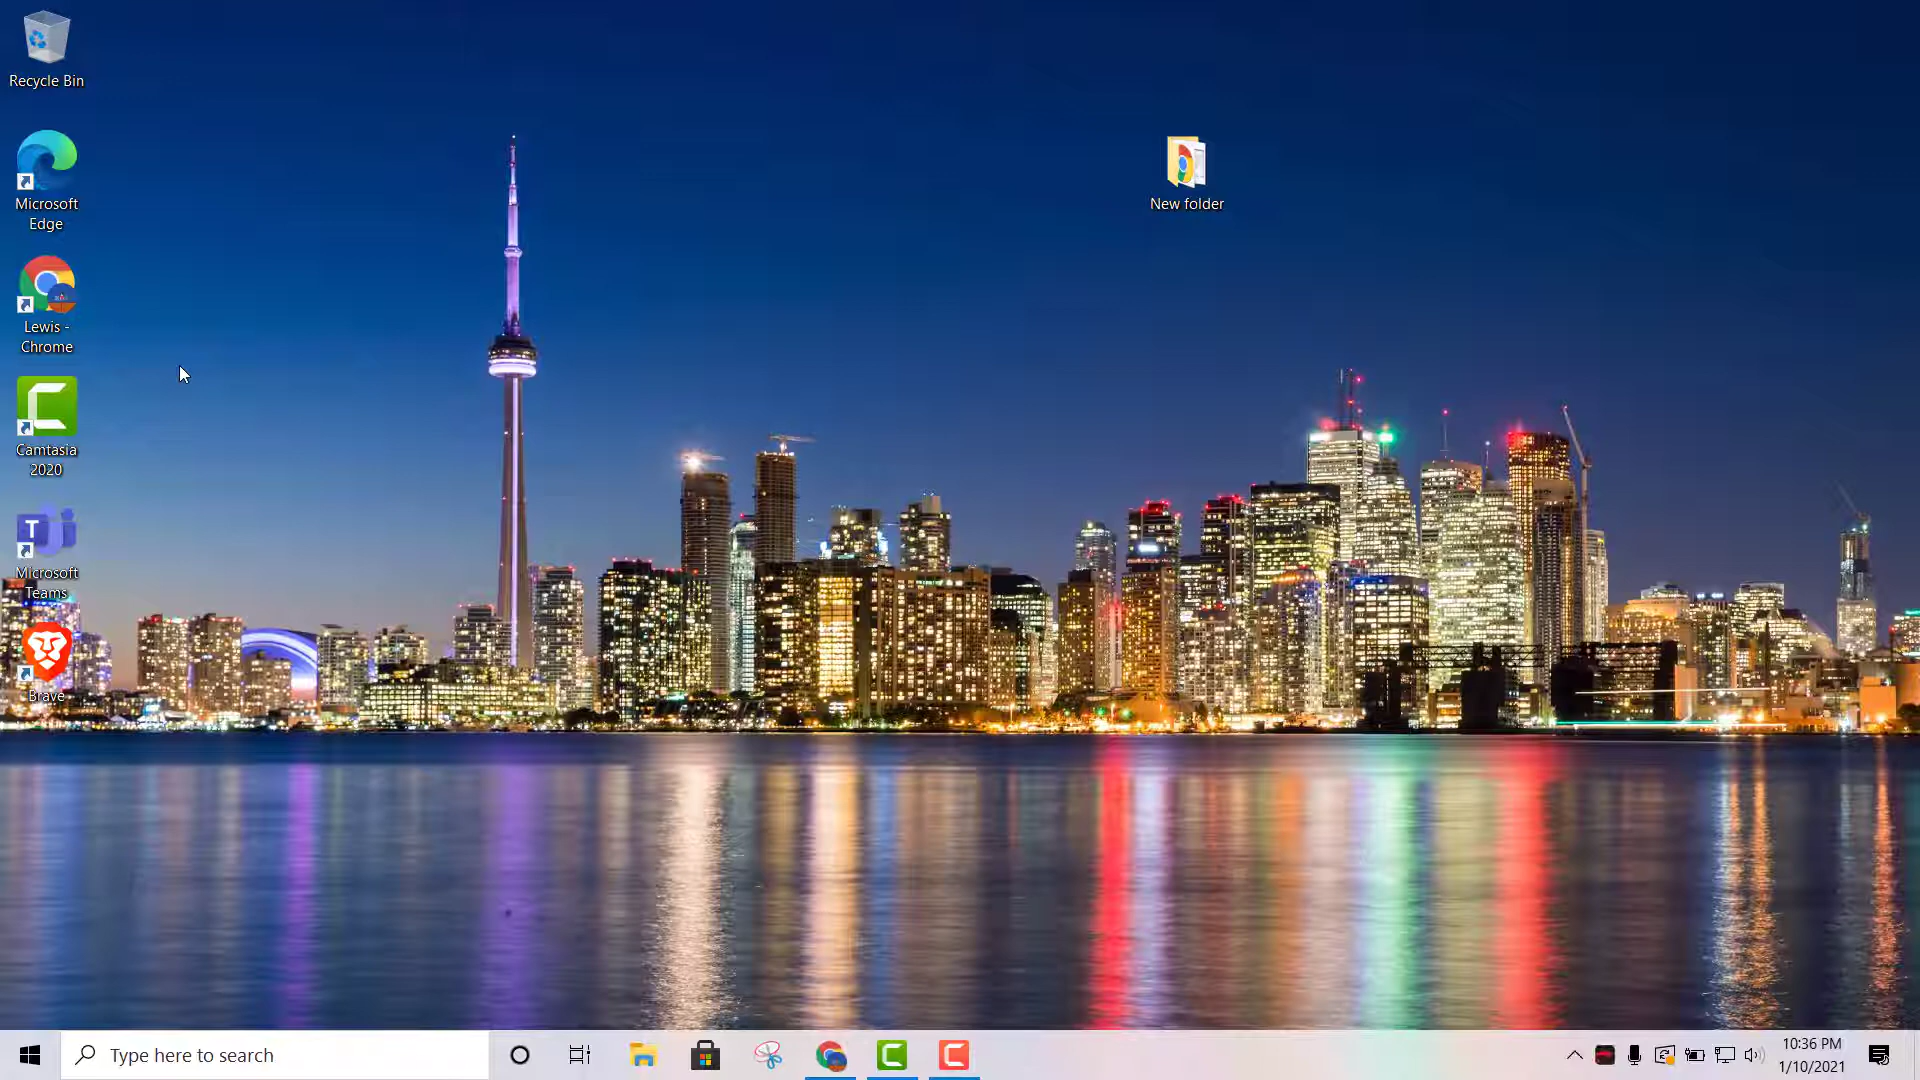 Recycle Bin
Microsoft
Edge
Lewis -
Chrome
Camtasia
2020
Microsoft
Teams
Brave
New folder
Type here to search
10:36 PM
1/10/2021